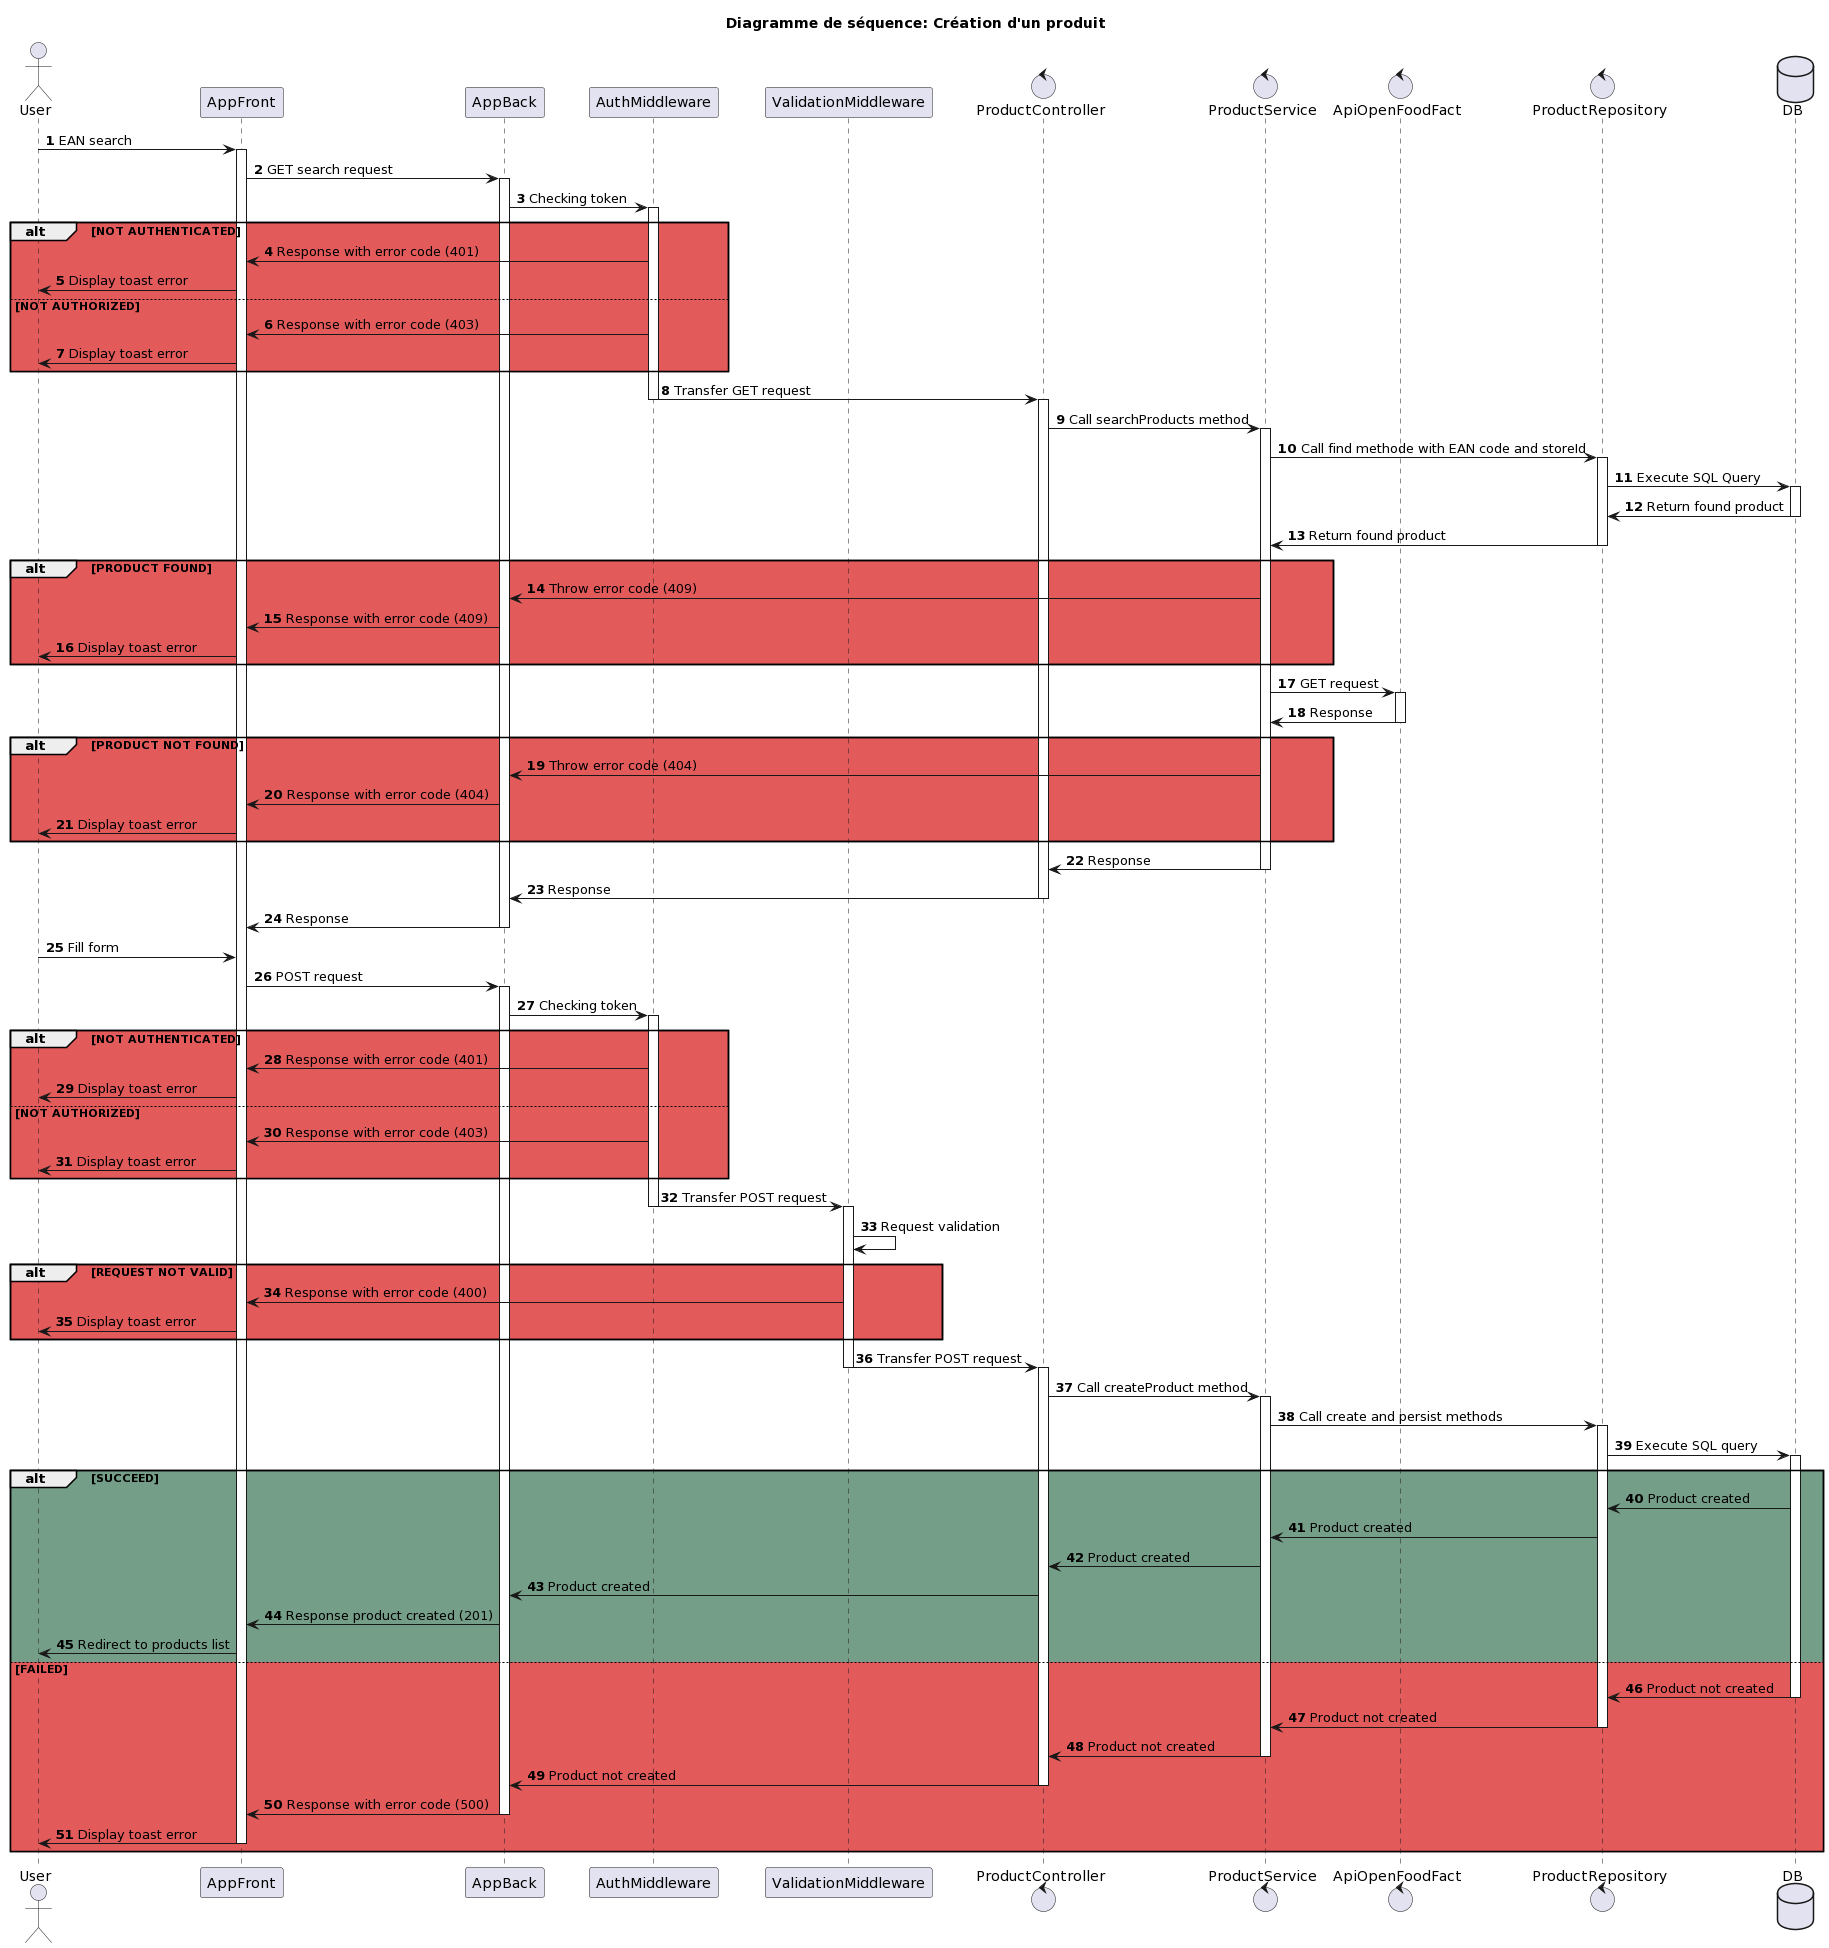 Diagramme de séquence: Création d'un produit
User
AppFront
AppBack
AuthMiddleware
ValidationMiddleware
ProductController
ProductService
ApiOpenFoodFact
ProductRepository
DB
1 EAN search
2 GET search request
3 Checking token
alt [NOT AUTHENTICATED]
4 Response with error code (401)
5 Display toast error
[NOT AUTHORIZED]
6 Response with error code (403)
7 Display toast error
8 Transfer GET request
9 Call searchProducts method
10 Call find methode with EAN code and storeId
11 Execute SQL Query
12 Return found product
13 Return found product
alt [PRODUCT FOUND]
14 Throw error code (409)
15 Response with error code (409)
16 Display toast error
17 GET request
18 Response
alt [PRODUCT NOT FOUND]
19 Throw error code (404)
20 Response with error code (404)
21 Display toast error
22 Response
23 Response
24 Response
25 Fill form
26 POST request
27 Checking token
alt [NOT AUTHENTICATED]
28 Response with error code (401)
29 Display toast error
[NOT AUTHORIZED]
30 Response with error code (403)
31 Display toast error
32 Transfer POST request
33 Request validation
alt [REQUEST NOT VALID]
34 Response with error code (400)
35 Display toast error
36 Transfer POST request
37 Call createProduct method
38 Call create and persist methods
39 Execute SQL query
alt [SUCCEED]
40 Product created
41 Product created
42 Product created
43 Product created
44 Response product created (201)
45 Redirect to products list
[FAILED]
46 Product not created
47 Product not created
48 Product not created
49 Product not created
50 Response with error code (500)
51 Display toast error
User
AppFront
AppBack
AuthMiddleware
ValidationMiddleware
ProductController
ProductService
ApiOpenFoodFact
ProductRepository
DB